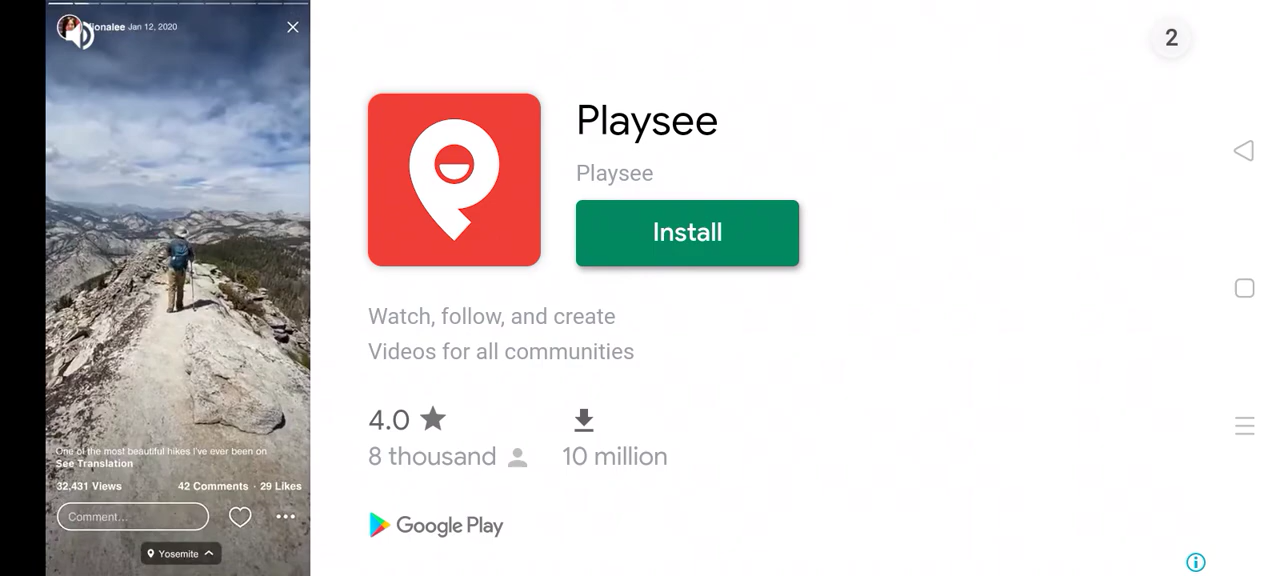 Jan 12, 2020
One of the most beautiful hikes I've ever been on
See Translation
32,431 Views
42 Comments · 29 Likes
Comment...
Yosemite
2
Playsee
Playsee
Install
Watch, follow, and create
Videos for all communities
4.0
8 thousand
10 million
Google Play